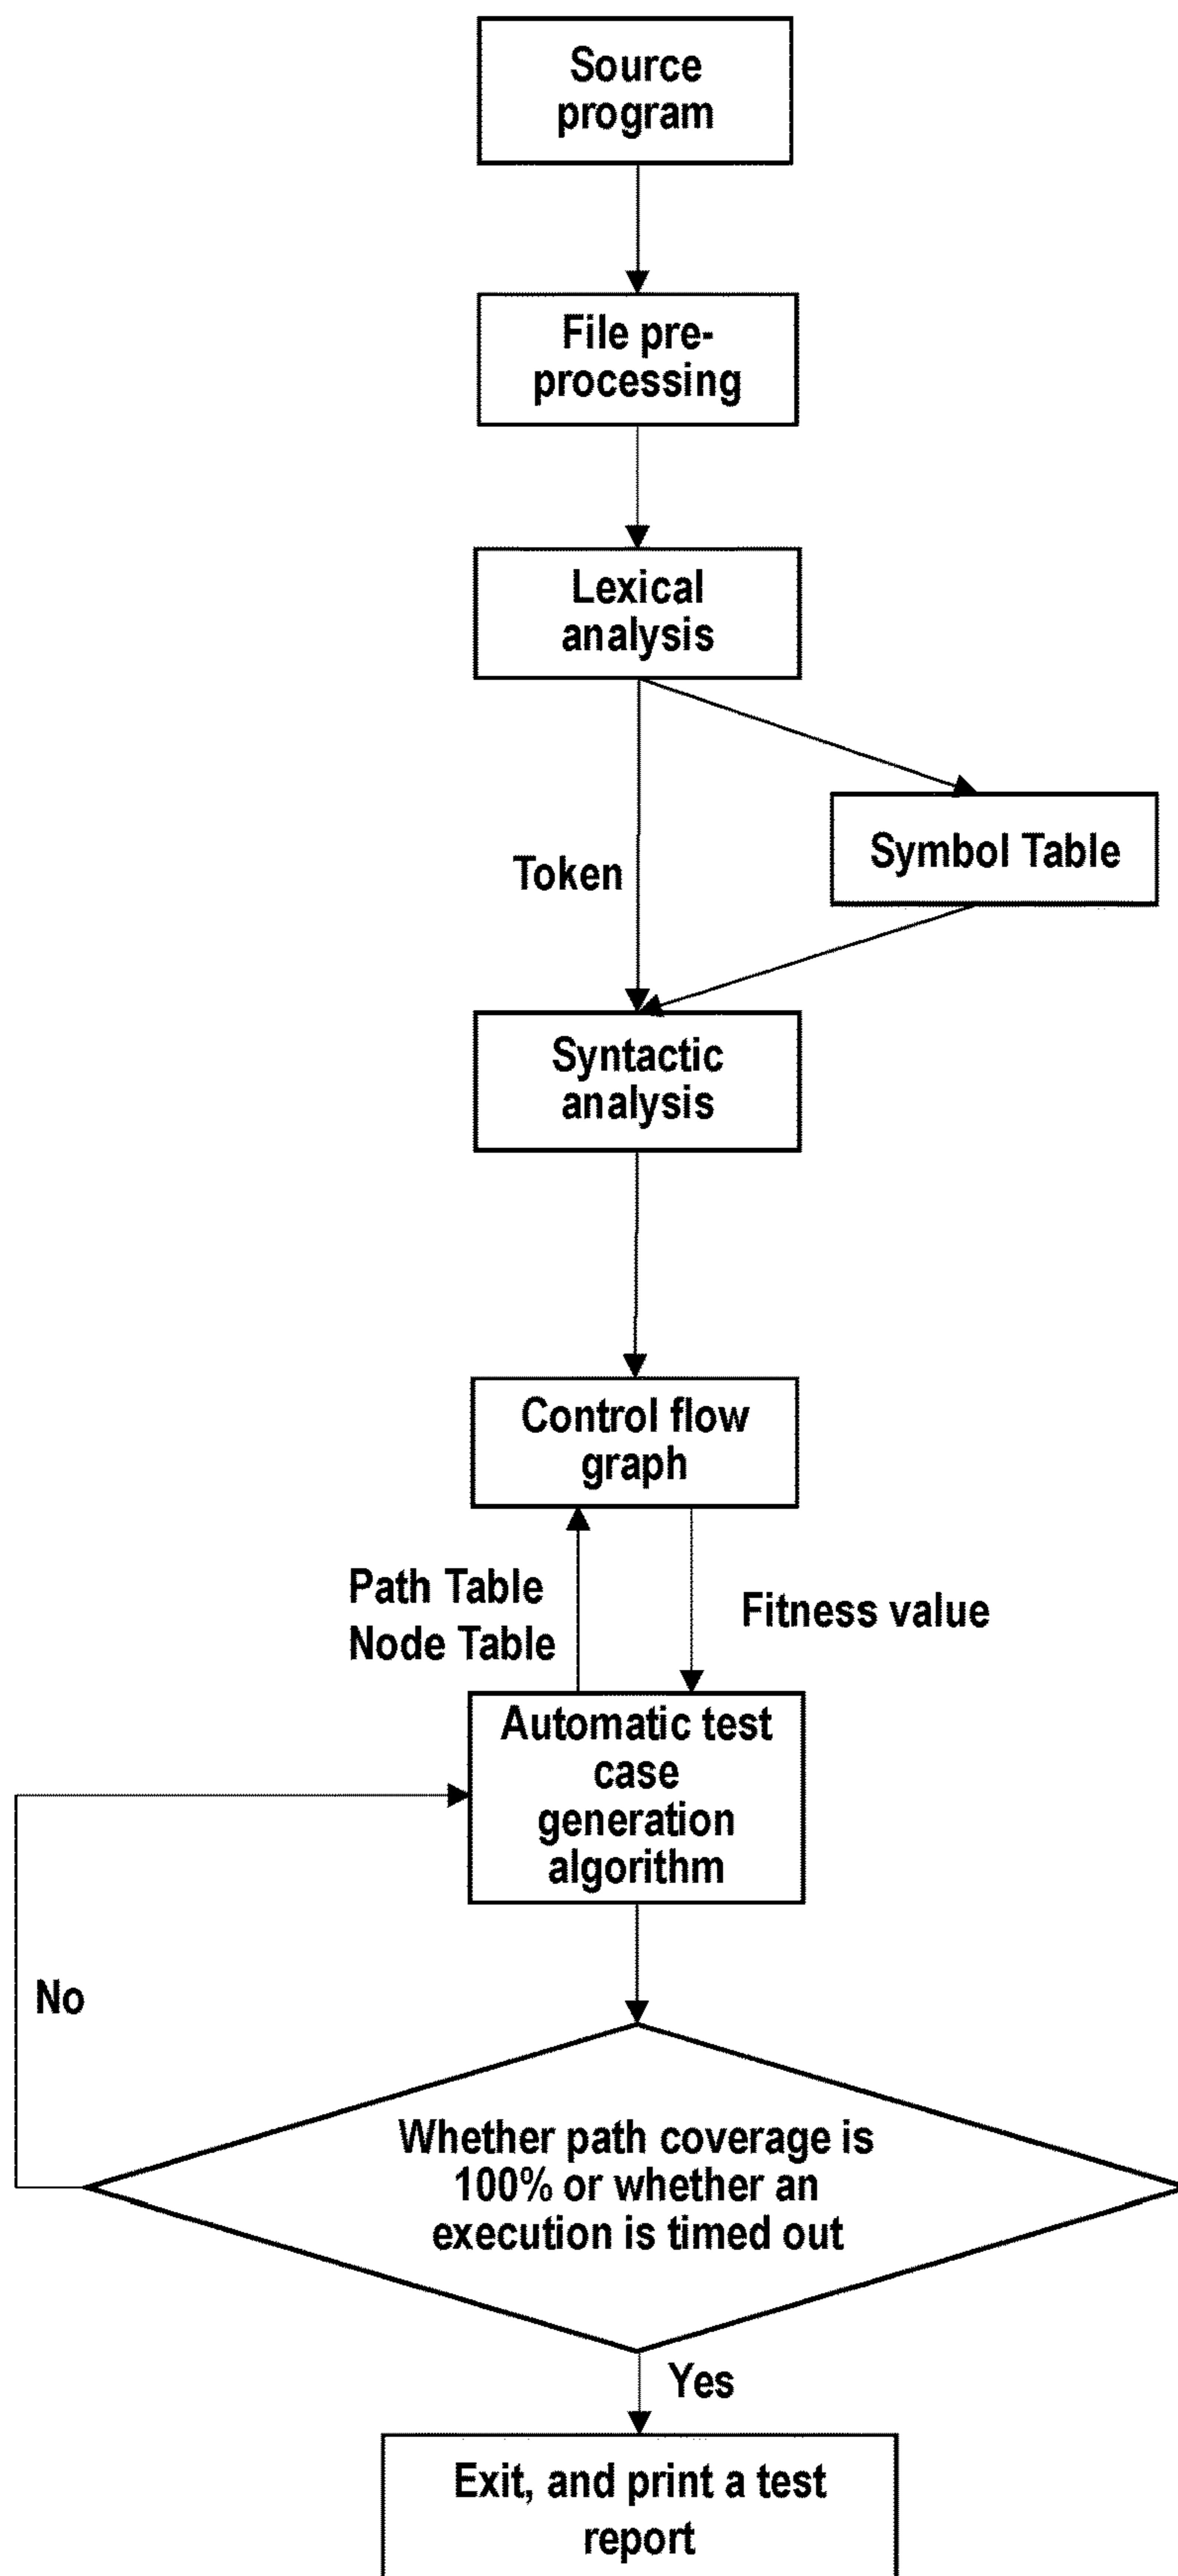 Source
program
File pre-
processing
Lexical
analysis
Symbol Table
Token
Syntactic
analysis
Control flow
graph
Path Table
Node Table
Fitness value
Automatic test
case
generation
algorithm
No
Whether path coverage is
100% or whether an
execution is timed out
Yes
Exit, and print a test
report